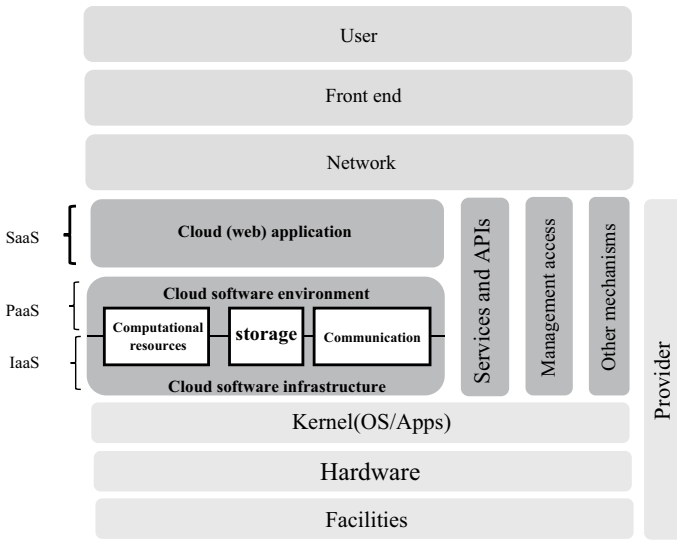 User
Front end
Network
SaaS
Cloud (web) application
Services and APIs
Management access
Other mechanisms
Provider
PaaS
Cloud software environment
Computational
resources
storage
Communication
IaaS
Cloud software infrastructure
Kernel(OS/Apps)
Hardware
Facilities